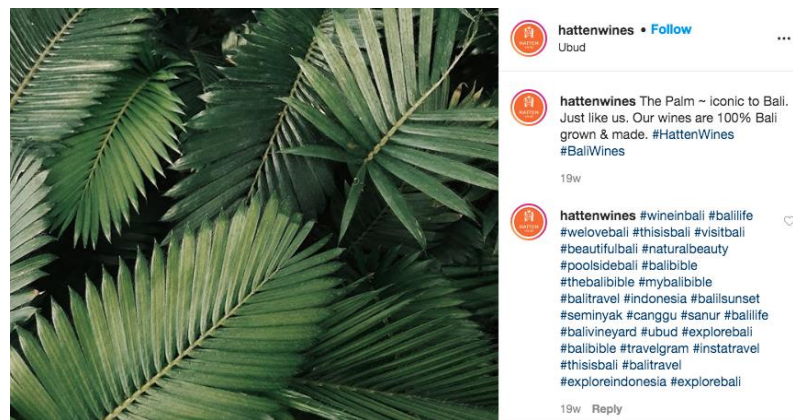 hattenwines • Follow
Ubud
hattenwines The Palm ~ iconic to Bali.
Just like us. Our wines are 100% Bali
grown & made. #HattenWines
#BaliWines
19w
hattenwines #wineinbali #balilife
#welovebali #thisisbali #visitbali
#beautifulbali #naturalbeauty
#poolsidebali #balibible
#thebalibible #mybalibible
#balitravel #indonesia #balilsunset
#seminyak #canggu #sanur #balilife
#balivineyard #ubud #explorebali
#balibible #travelgram #instatravel
#thisisbali #balitravel
#exploreindonesia #explorebali
19w Reply